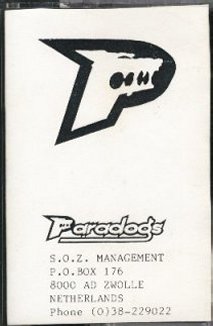 Paradogs
S.O.Z. MANAGEMENT
P.O.BOX 176
8000 AD ZWOLLE
NETHERLANDS
Phone (0)38-229022